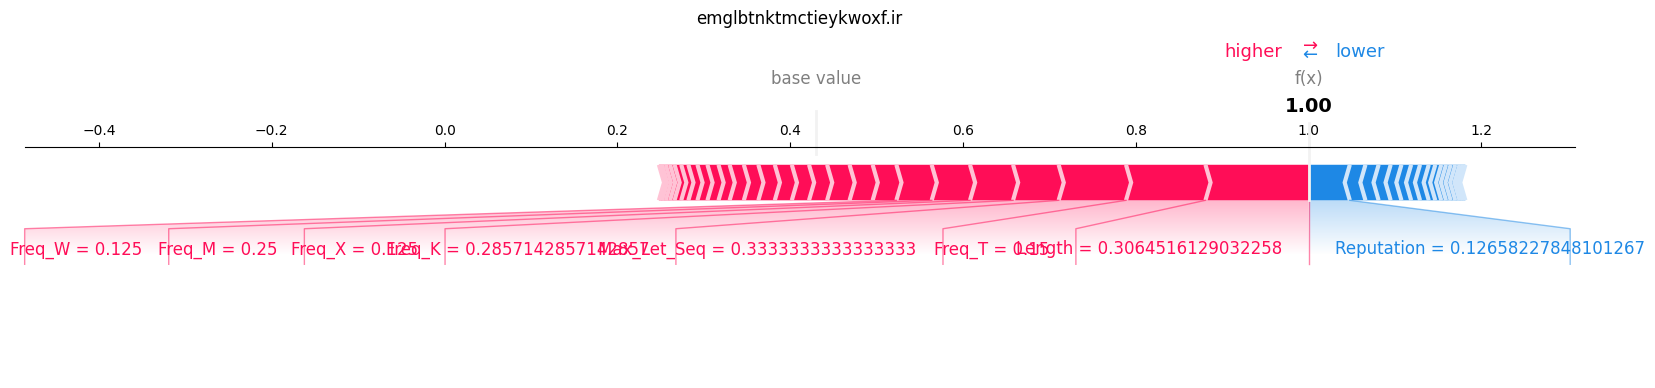 emglbtnktmctieykwoxf.ir
higher ⇄ lower
base value f(x)
1.00
−0.4 −0.2 0.0 0.2 0.4 0.6 0.8 1.0 1.2
Freq_W = 0.125 Freq_M = 0.25 Freq_X = 0.125 Freq_K = 0.2857142857142857 Max_Let_Seq = 0.3333333333333333 Freq_T = 0.15 Length = 0.3064516129032258 Reputation = 0.12658227848101267